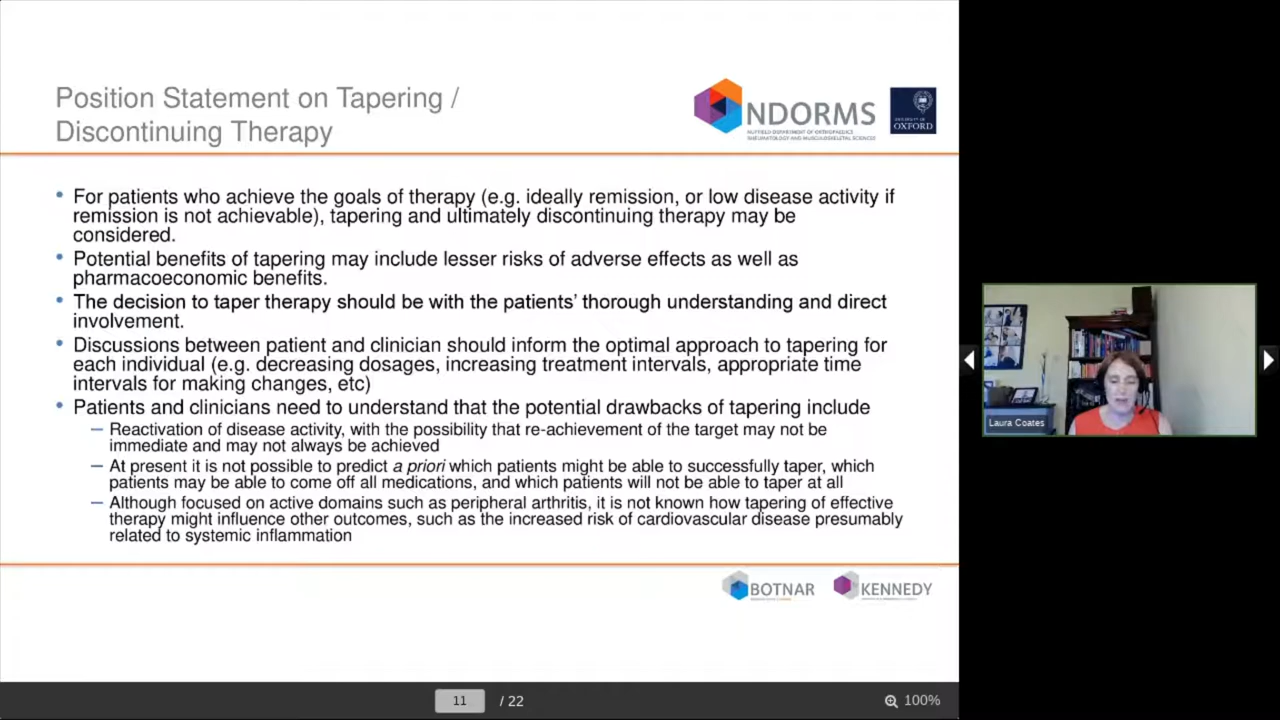 Position Statement on Tapering /
Discontinuing Therapy
NDORMS
NUFFIELD DEPARTMENT OF ORTHOPAEDICS
RHEUMATOLOGY AND MUSCULOSKELETAL SCIENCES
UNIVERSITY OF
OXFORD
• For patients who achieve the goals of therapy (e.g. ideally remission, or low disease activity if
remission is not achievable), tapering and ultimately discontinuing therapy may be
considered.
• Potential benefits of tapering may include lesser risks of adverse effects as well as
pharmacoeconomic benefits.
• The decision to taper therapy should be with the patients’ thorough understanding and direct
involvement.
• Discussions between patient and clinician should inform the optimal approach to tapering for
each individual (e.g. decreasing dosages, increasing treatment intervals, appropriate time
intervals for making changes, etc)
• Patients and clinicians need to understand that the potential drawbacks of tapering include
– Reactivation of disease activity, with the possibility that re-achievement of the target may not be
immediate and may not always be achieved
– At present it is not possible to predict a priori which patients might be able to successfully taper, which
patients may be able to come off all medications, and which patients will not be able to taper at all
– Although focused on active domains such as peripheral arthritis, it is not known how tapering of effective
therapy might influence other outcomes, such as the increased risk of cardiovascular disease presumably
related to systemic inflammation
BOTNAR
KENNEDY
11 / 22
100%
Laura Coates